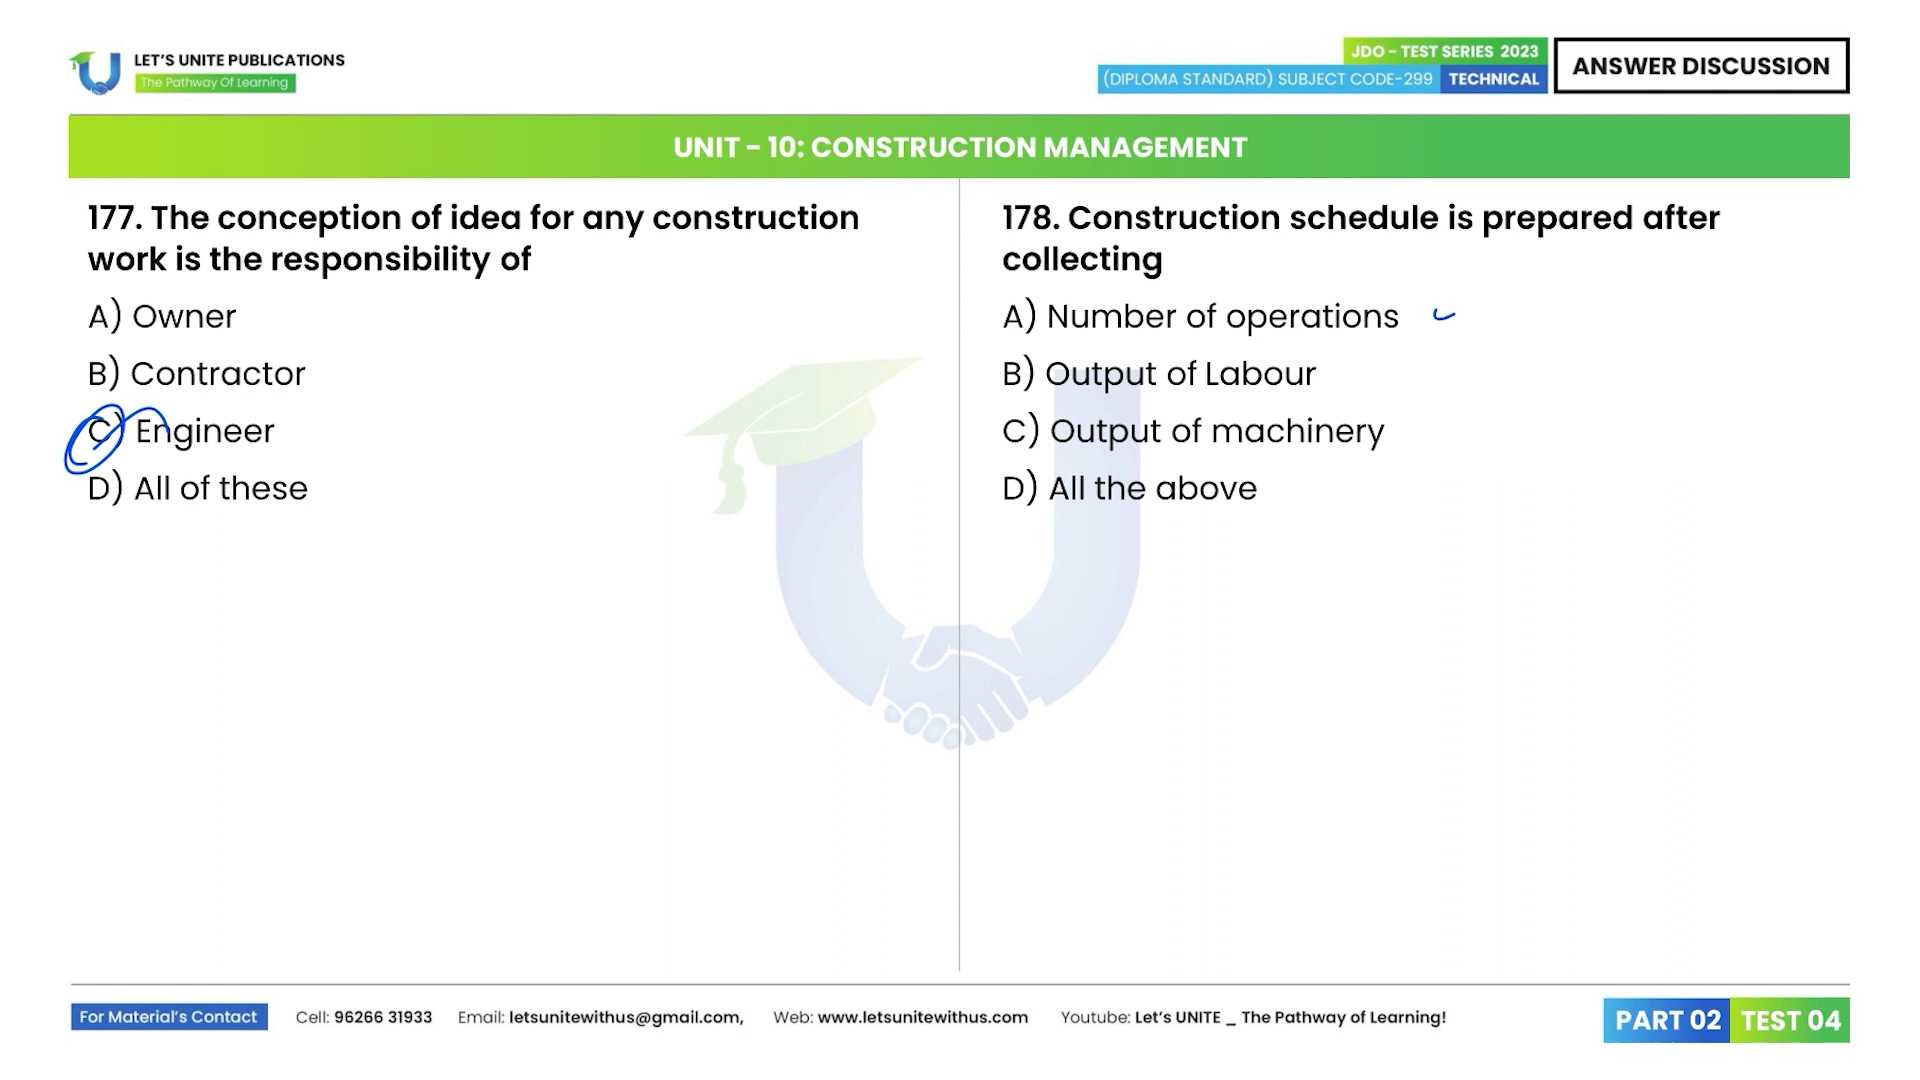 LET'S UNITE PUBLICATIONS
The Pathway Of Learning
JDO - TEST SERIES 2023
(DIPLOMA STANDARD) SUBJECT CODE-299 TECHNICAL
ANSWER DISCUSSION
UNIT - 10: CONSTRUCTION MANAGEMENT
177. The conception of idea for any construction
work is the responsibility of
A) Owner
B) Contractor
C) Engineer
D) All of these
178. Construction schedule is prepared after
collecting
A) Number of operations
B) Output of Labour
C) Output of machinery
D) All the above
For Material's Contact Cell: 96266 31933 Email: letsunitewithus@gmail.com, Web: www.letsunitewithus.com Youtube: Let's UNITE _ The Pathway of Learning!
PART 02 TEST 04